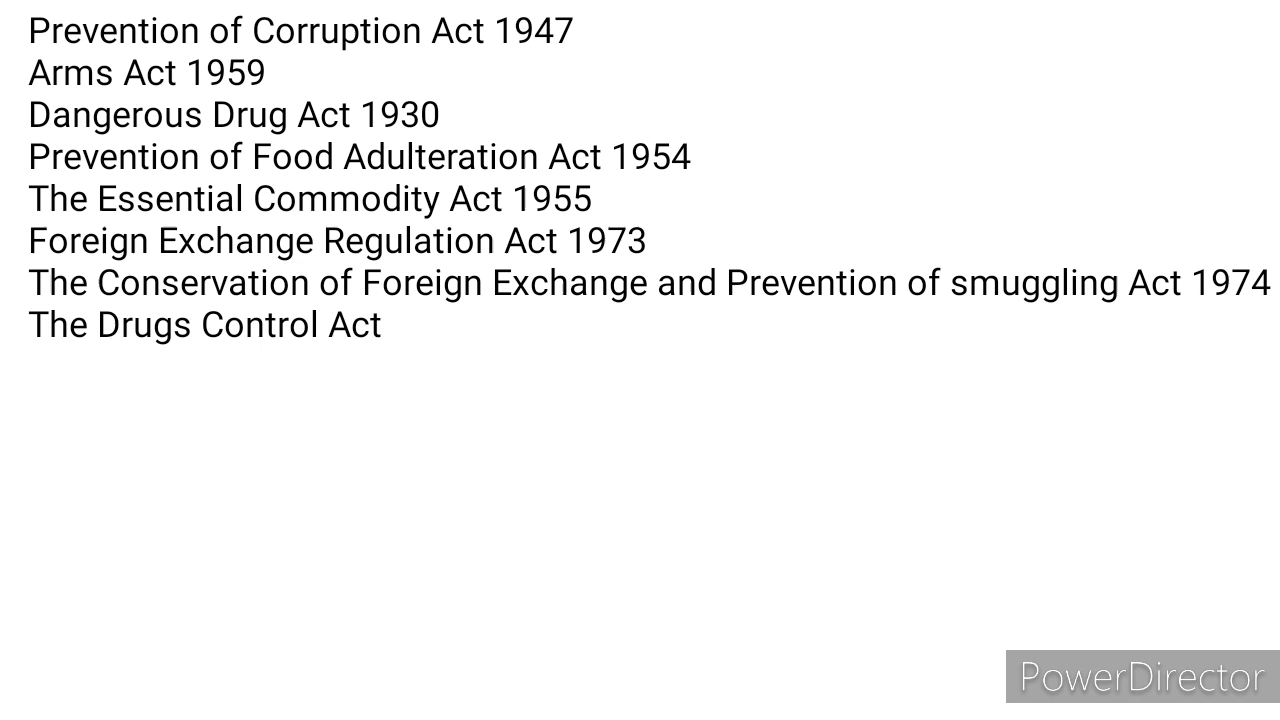 Prevention of Corruption Act 1947
Arms Act 1959
Dangerous Drug Act 1930
Prevention of Food Adulteration Act 1954
The Essential Commodity Act 1955
Foreign Exchange Regulation Act 1973
The Conservation of Foreign Exchange and Prevention of smuggling Act 1974
The Drugs Control Act
PowerDirector